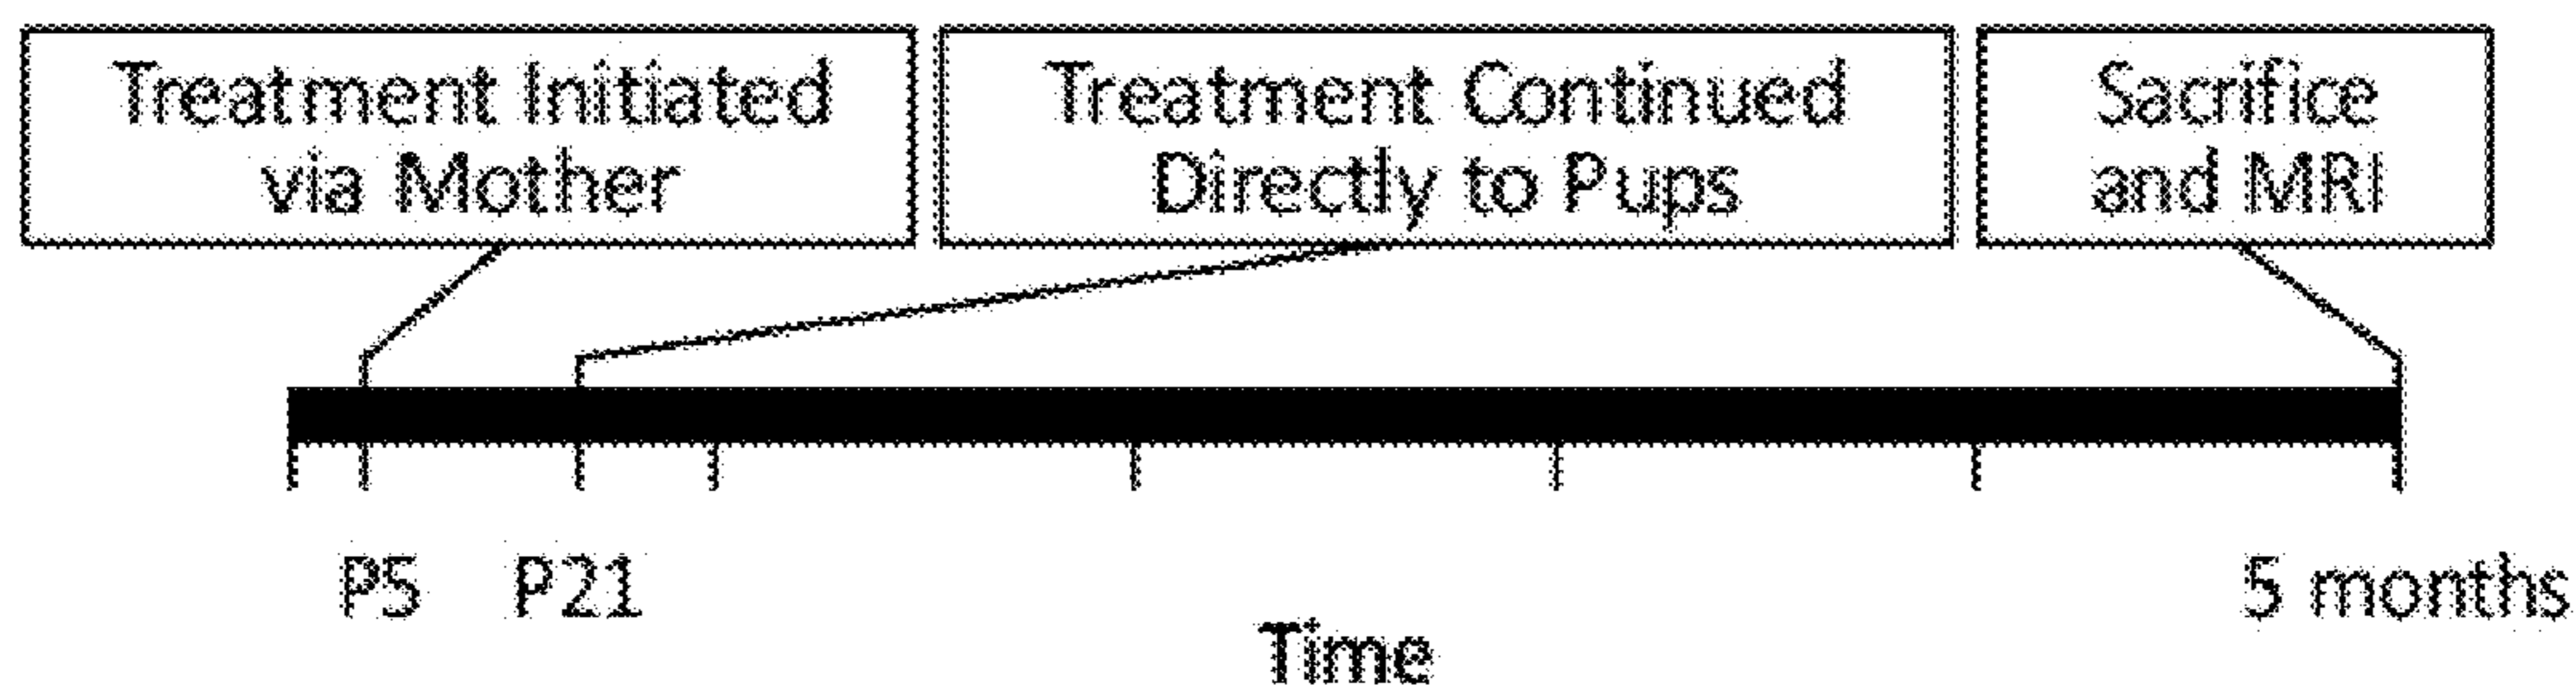 Treatment Initiated
via Mother
Treatment Continued
Directly to Pups
Sacrifice
and MRI
P5
P21
5 months
Time